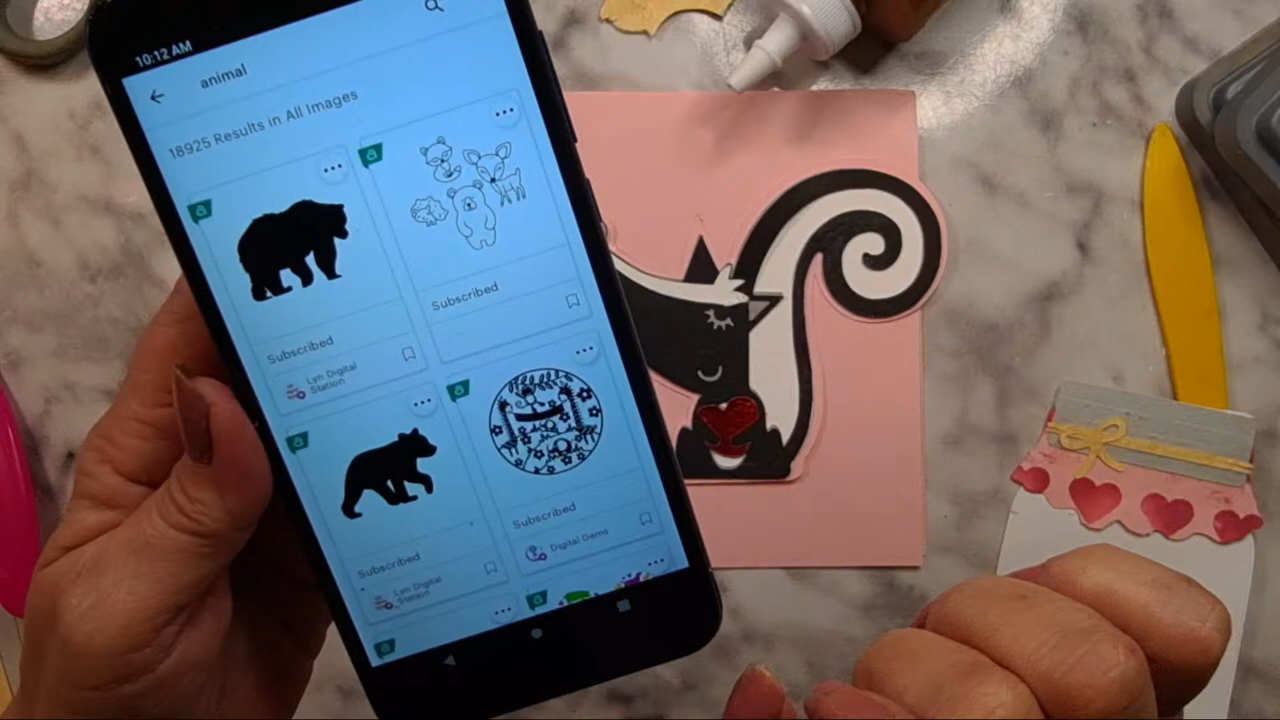 10:12 AM
animal
18925 Results in All Images
Subscribed
Lyn Digital
Station
Subscribed
Subscribed
Lyn Digital
Station
Subscribed
Digital Gems